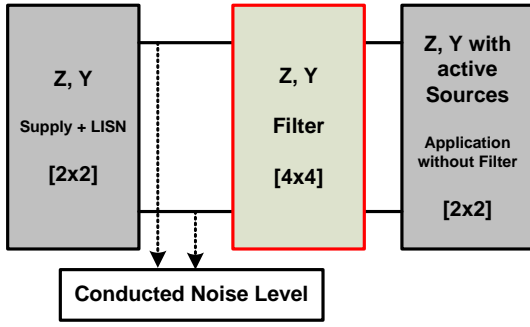 Z, Y
Supply + LISN
[2x2]
Z, Y
Filter
[4x4]
Z, Y with
active
Sources
Application
without Filter
[2x2]
Conducted Noise Level